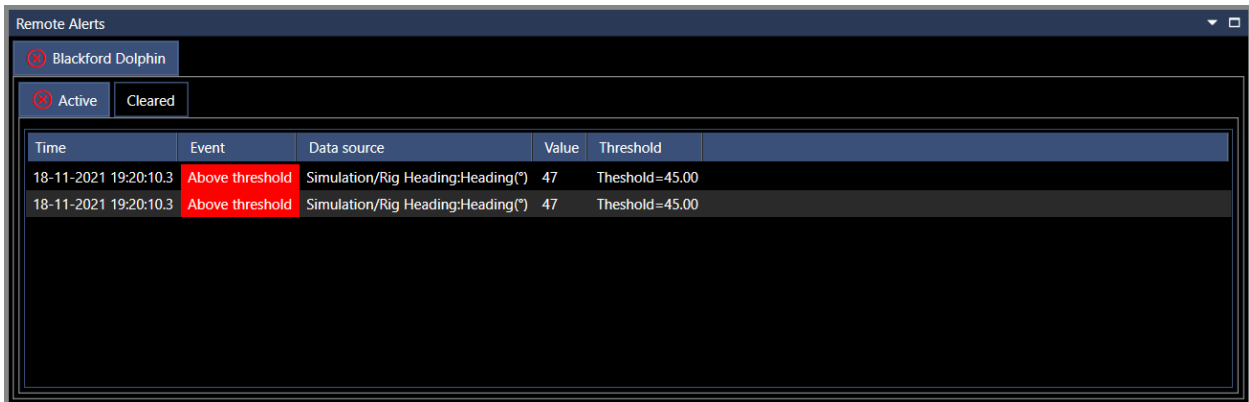 Remote Alerts
Blackford Dolphin
Active Cleared
Time Event Data source Value Threshold
18-11-2021 19:20:10.3 Above threshold Simulation/Rig Heading:Heading(°) 47 Theshold=45.00
18-11-2021 19:20:10.3 Above threshold Simulation/Rig Heading:Heading(°) 47 Theshold=45.00